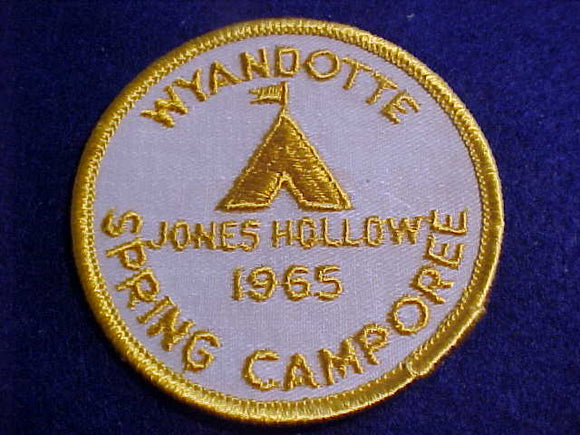 WYANDOTTE
JONES HOLLOW
1965
SPRING CAMPOREE